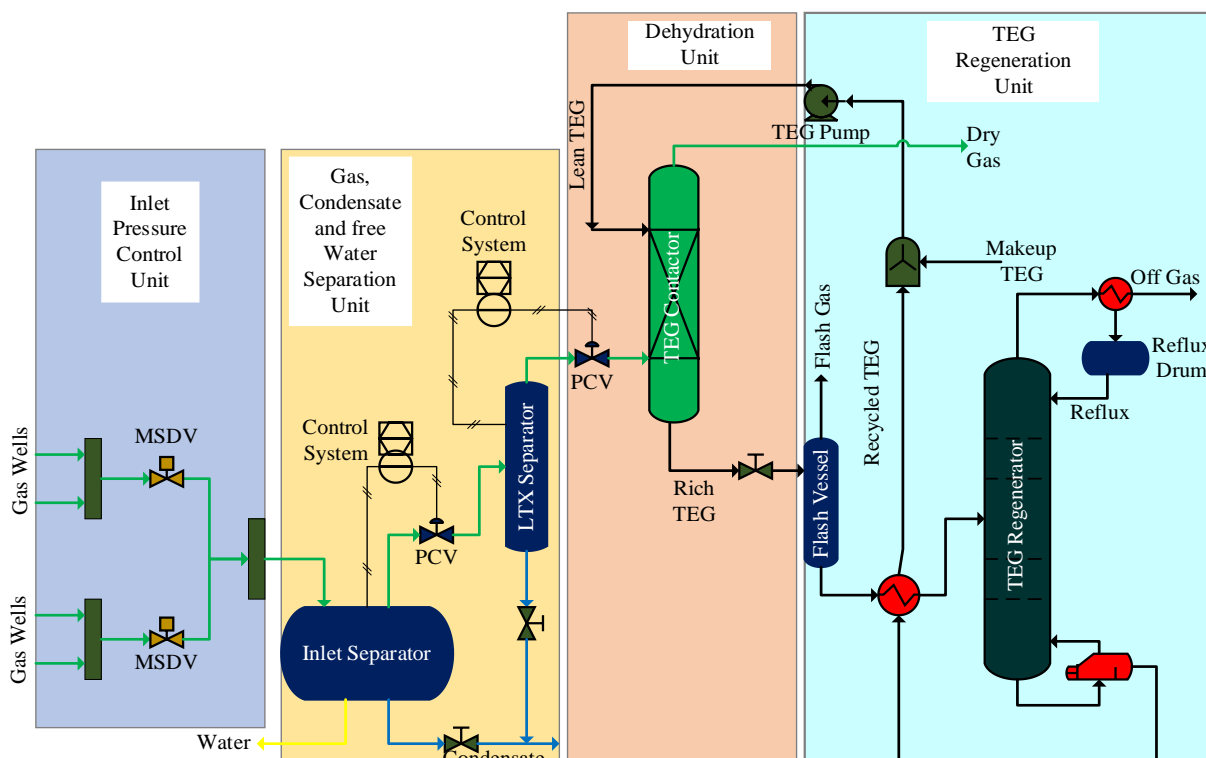 Inlet
Pressure
Control
Unit
Gas Wells
Gas Wells
MSDV
MSDV
Gas,
Condensate
and free
Water
Separation
Unit
Control
System
Control
System
PCV
PCV
LTX Separator
Inlet Separator
Water
Condensate
Dehydration
Unit
Lean TEG
TEG Contactor
Rich
TEG
TEG
Regeneration
Unit
TEG Pump
Dry
Gas
Makeup
TEG
Flash Gas
Flash Vessel
Recycled TEG
Off Gas
Reflux
Drum
Reflux
TEG Regenerator